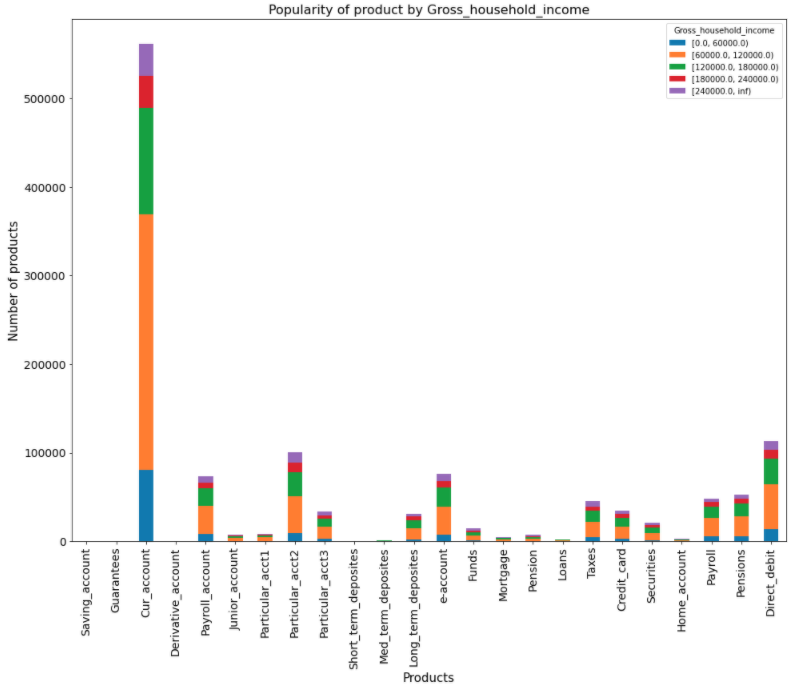 Popularity of product by Gross_household_income
Gross_household_income
[0.0, 60000.0)
[60000.0, 120000.0)
[120000.0, 180000.0)
[180000.0, 240000.0)
[240000.0, inf)
Number of products
500000
400000
300000
200000
100000
0
Saving_account
Guarantees
Cur_account
Derivative_account
Payroll_account
Junior_account
Particular_acct1
Particular_acct2
Particular_acct3
Short_term_deposites
Med_term_deposites
Long_term_deposites
e-account
Funds
Mortgage
Pension
Loans
Taxes
Credit_card
Securities
Home_account
Payroll
Pensions
Direct_debit
Products